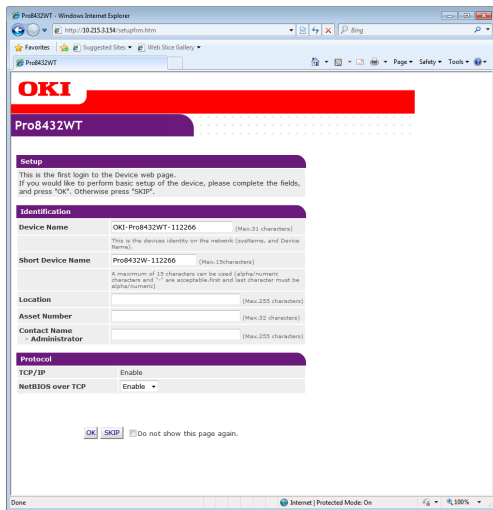 Pro8432WT - Windows Internet Explorer
http://10.215.3.154/setupfrm.htm
Bing
Favorites Suggested Sites Web Slice Gallery
Pro8432WT
Page Safety Tools
OKI
Pro8432WT
Setup
This is the first login to the Device web page.
If you would like to perform basic setup of the device, please complete the fields,
and press "OK". Otherwise press "SKIP".
Identification
Device Name OKI-Pro8432WT-112266 (Max.31 characters)
This is the devices identity on the network (sysName, and Device
Name).
Short Device Name Pro8432W-112266 (Max.15characters)
A maximum of 15 characters can be used (alpha/numeric
characters and "-" are acceptable.first and last character must be
alpha/numeric)
Location (Max.255 characters)
Asset Number (Max.32 characters)
Contact Name
- Administrator (Max.255 characters)
Protocol
TCP/IP Enable
NetBIOS over TCP Enable
OK SKIP Do not show this page again.
Done Internet | Protected Mode: On 100%